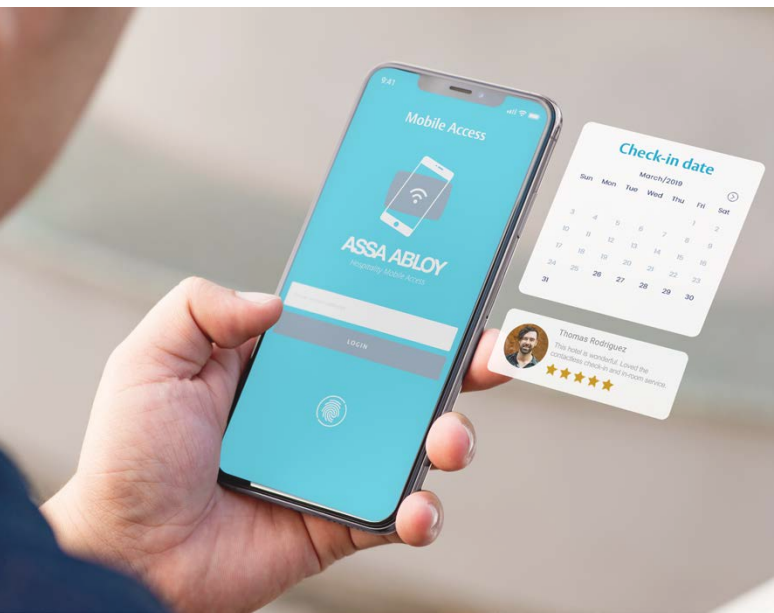 9:41
Mobile Access
ASSA ABLOY
Hospitality Mobile Access
LOGIN
Check-in date
March/2019
Sun Mon Tue Wed Thu Fri Sat
1 2
3 4 5 6 7 8 9
10 11 12 13 14 15 16
17 18 19 20 21 22 23
24 25 26 27 28 29 30
31
Thomas Rodriguez
This hotel is wonderful. Loved the
contactless check-in and in-room service.